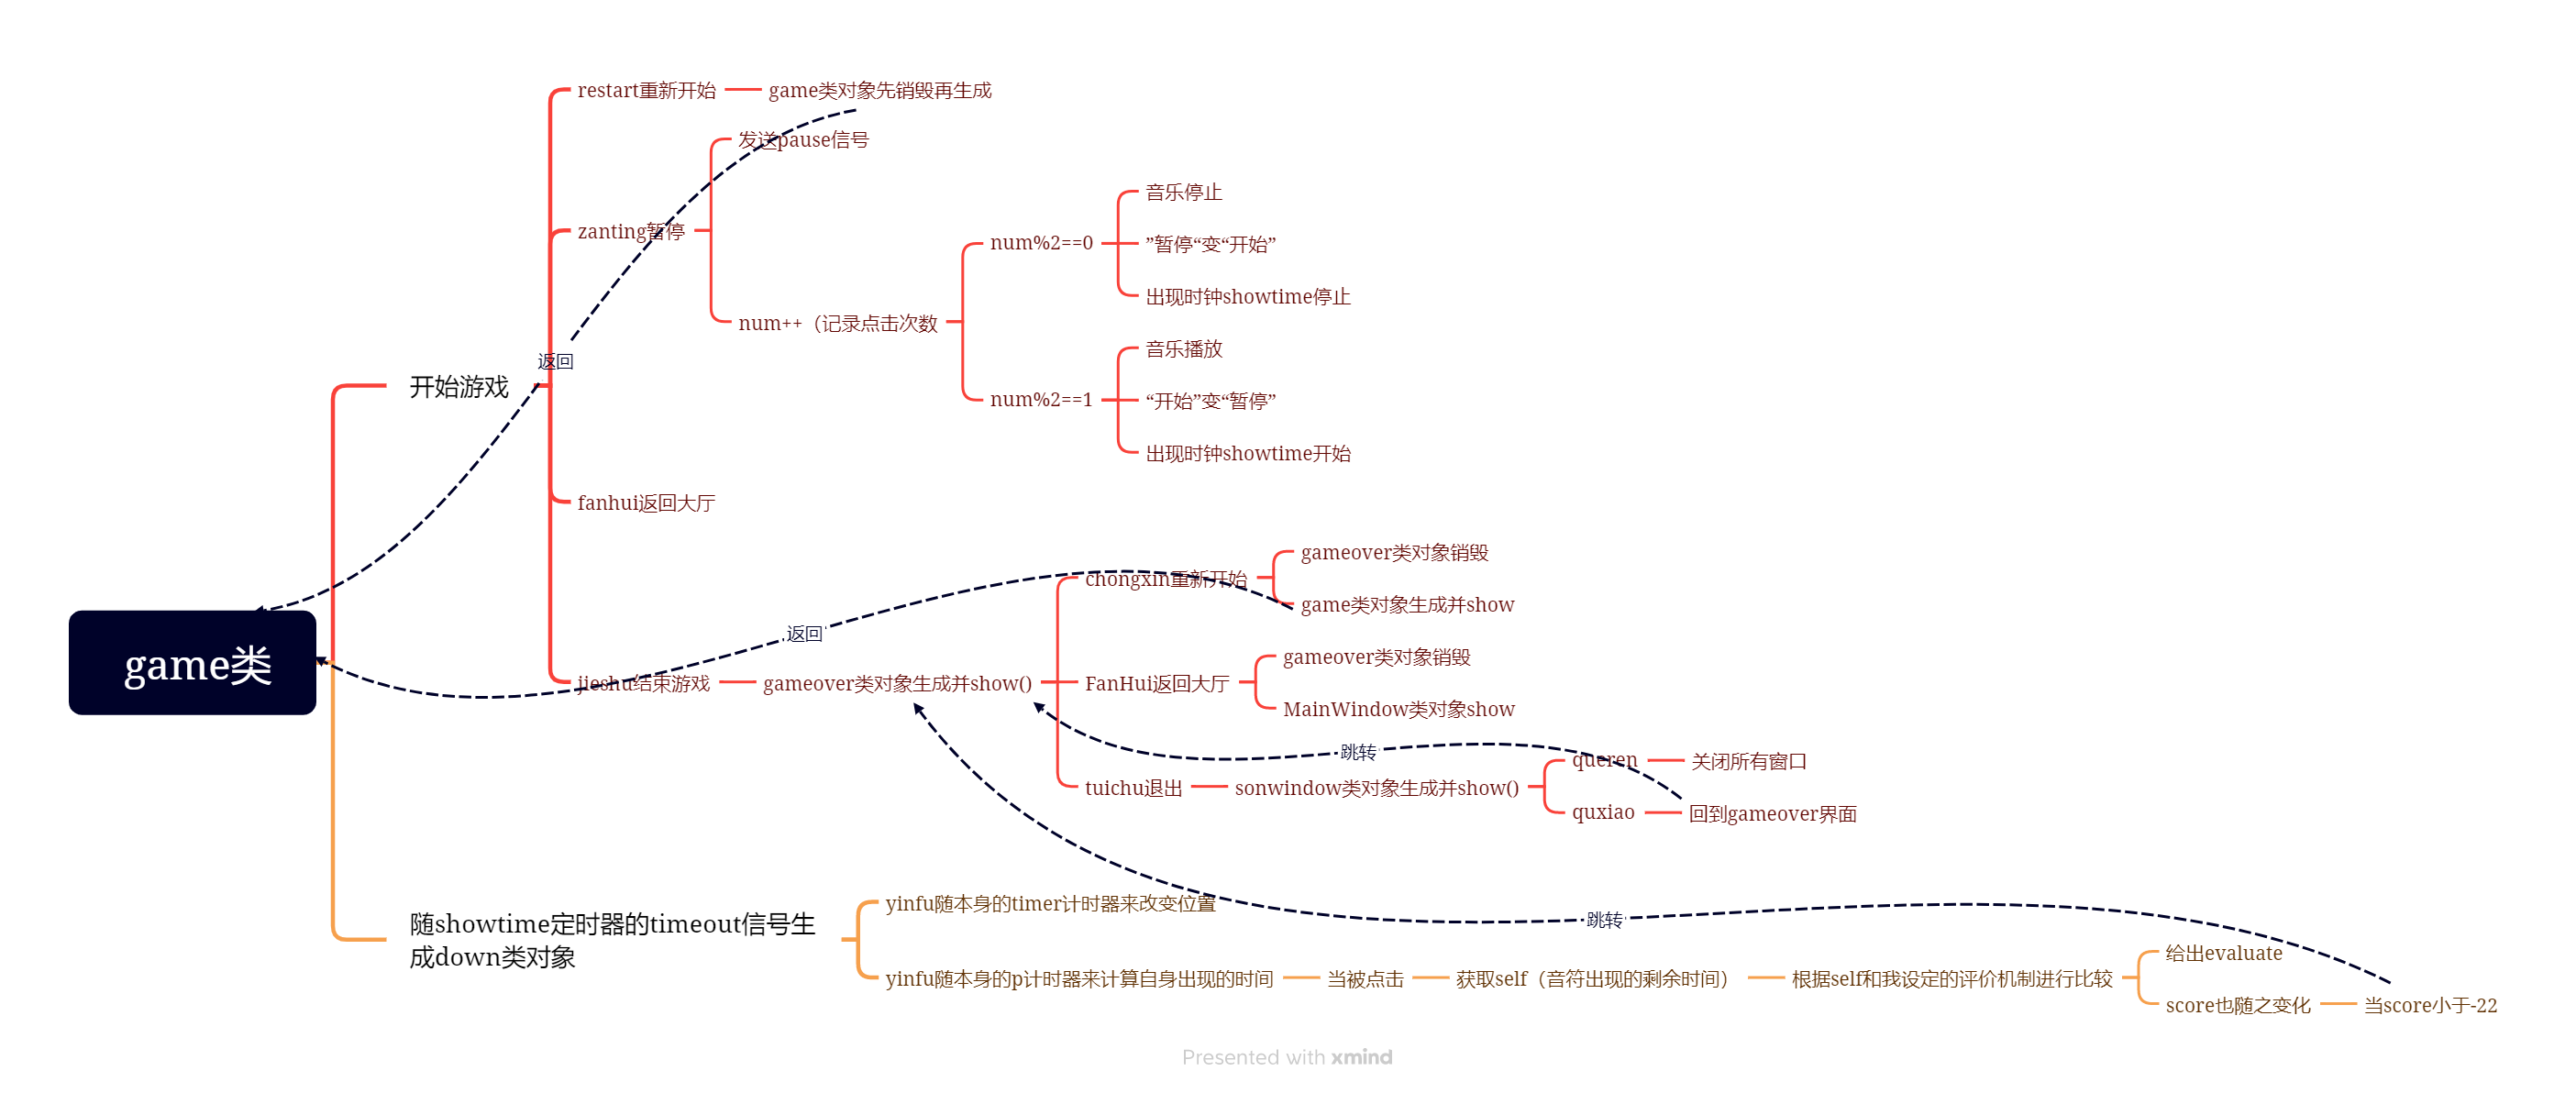 game类
开始游戏
restart重新开始
game类对象先销毁再生成
返回
zanting暂停
发送pause信号
num++（记录点击次数
num%2==0
音乐停止
”暂停“变“开始”
出现时钟showtime停止
num%2==1
音乐播放
“开始”变“暂停”
出现时钟showtime开始
fanhui返回大厅
jieshu结束游戏
gameover类对象生成并show()
chongxin重新开始
gameover类对象销毁
game类对象生成并show
返回
FanHui返回大厅
gameover类对象销毁
MainWindow类对象show
跳转
tuichu退出
sonwindow类对象生成并show()
queren
关闭所有窗口
quxiao
回到gameover界面
随showtime定时器的timeout信号生
成down类对象
yinfu随本身的timer计时器来改变位置
跳转
yinfu随本身的p计时器来计算自身出现的时间
当被点击
获取self（音符出现的剩余时间）
根据self和我设定的评价机制进行比较
给出evaluate
score也随之变化
当score小于-22
Presented with xmind